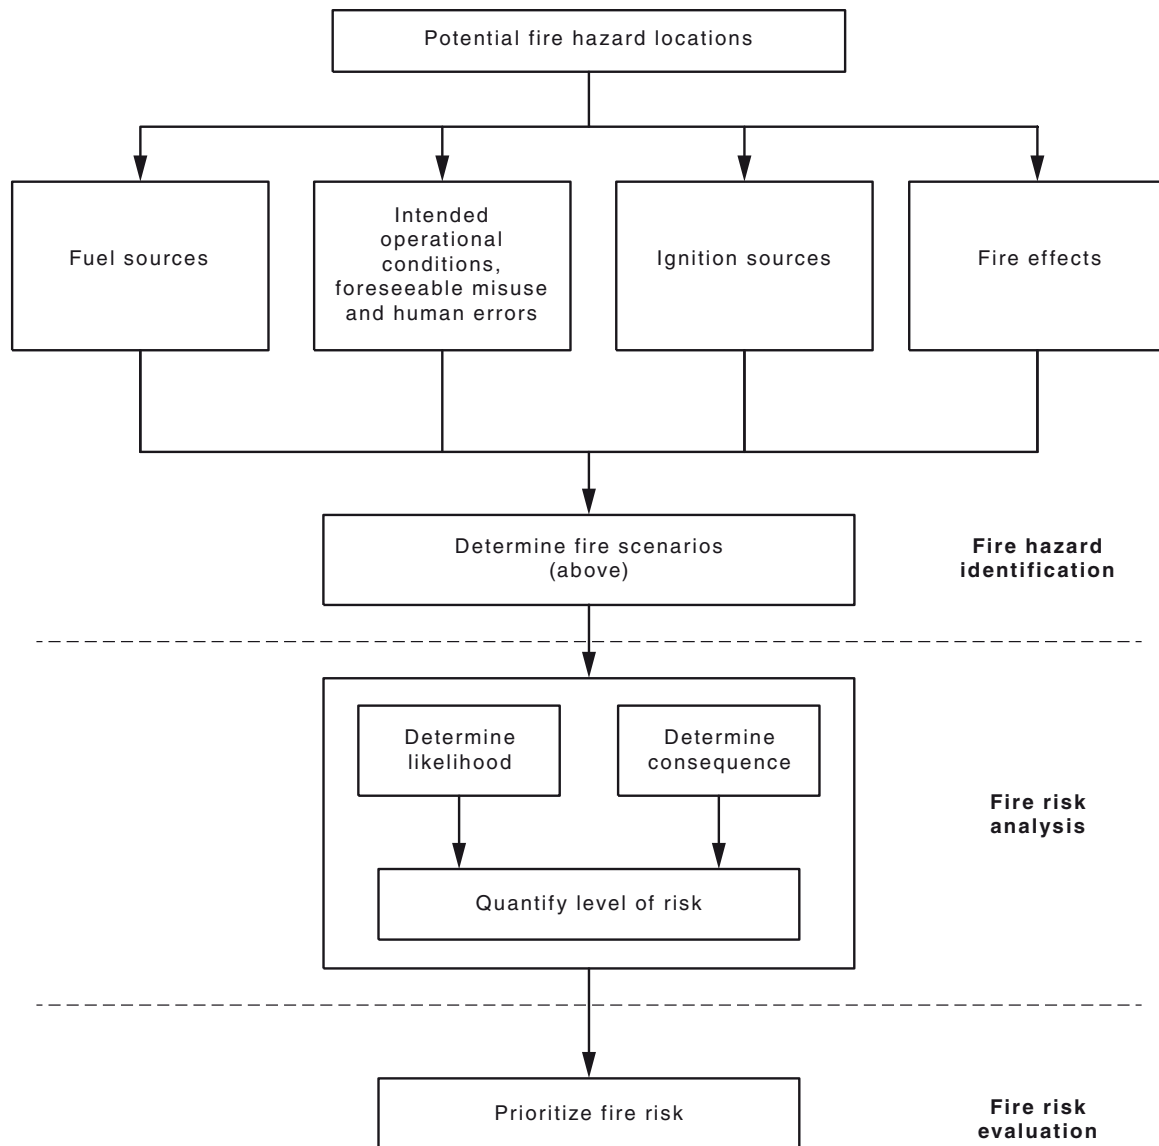 Potential fire hazard locations
Fuel sources
Intended
operational
conditions,
foreseeable misuse
and human errors
Ignition sources
Fire effects
Determine fire scenarios
(above)
Fire hazard
identification
Determine
likelihood
Determine
consequence
Quantify level of risk
Fire risk
analysis
Prioritize fire risk
Fire risk
evaluation